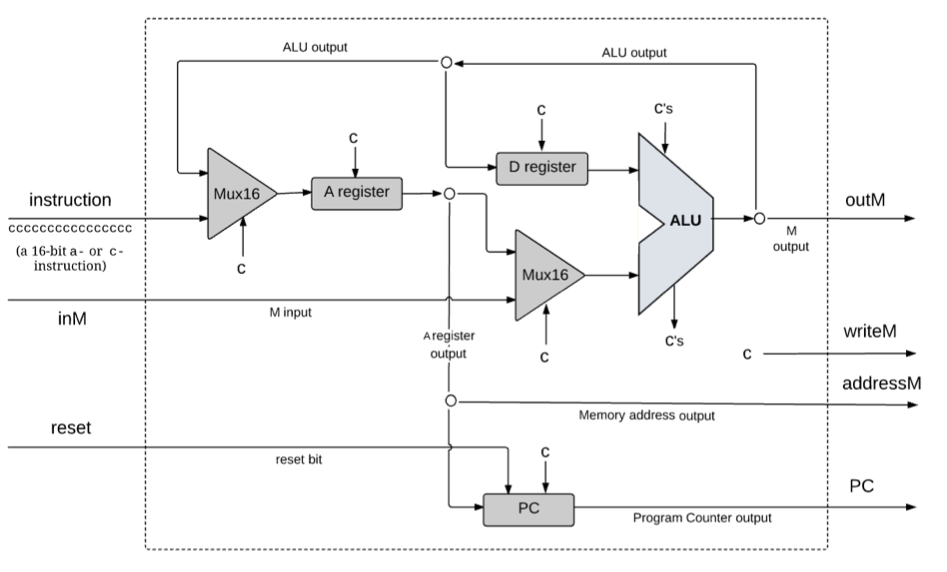 ALU output
ALU output
C
C's
C
D register
Mux16
A register
instruction
cccccccccccccccc
(a 16-bit a- or c-
instruction)
C
ALU
outM
M
output
Mux16
inM
M input
A register
output
C
C's
C
writeM
addressM
Memory address output
reset
reset bit
C
PC
PC
Program Counter output